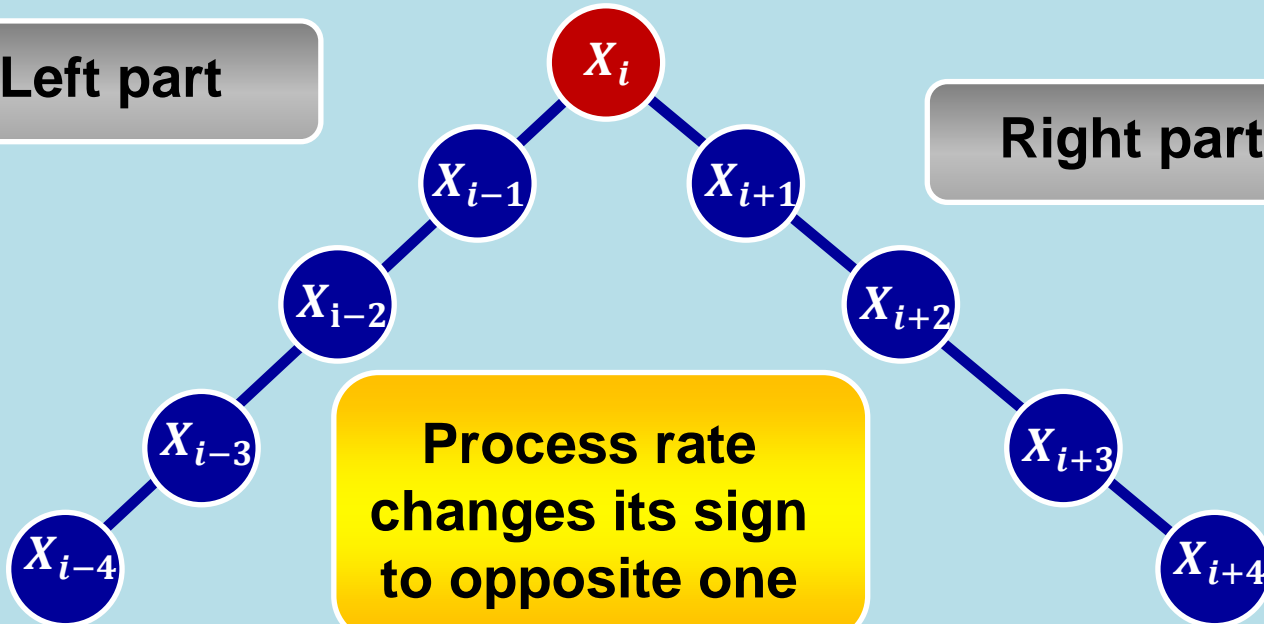 Left part
Right part
X_i
X_{i−1}
X_{i+1}
X_{i−2}
X_{i+2}
X_{i−3}
X_{i+3}
X_{i−4}
X_{i+4}
Process rate
changes its sign
to opposite one